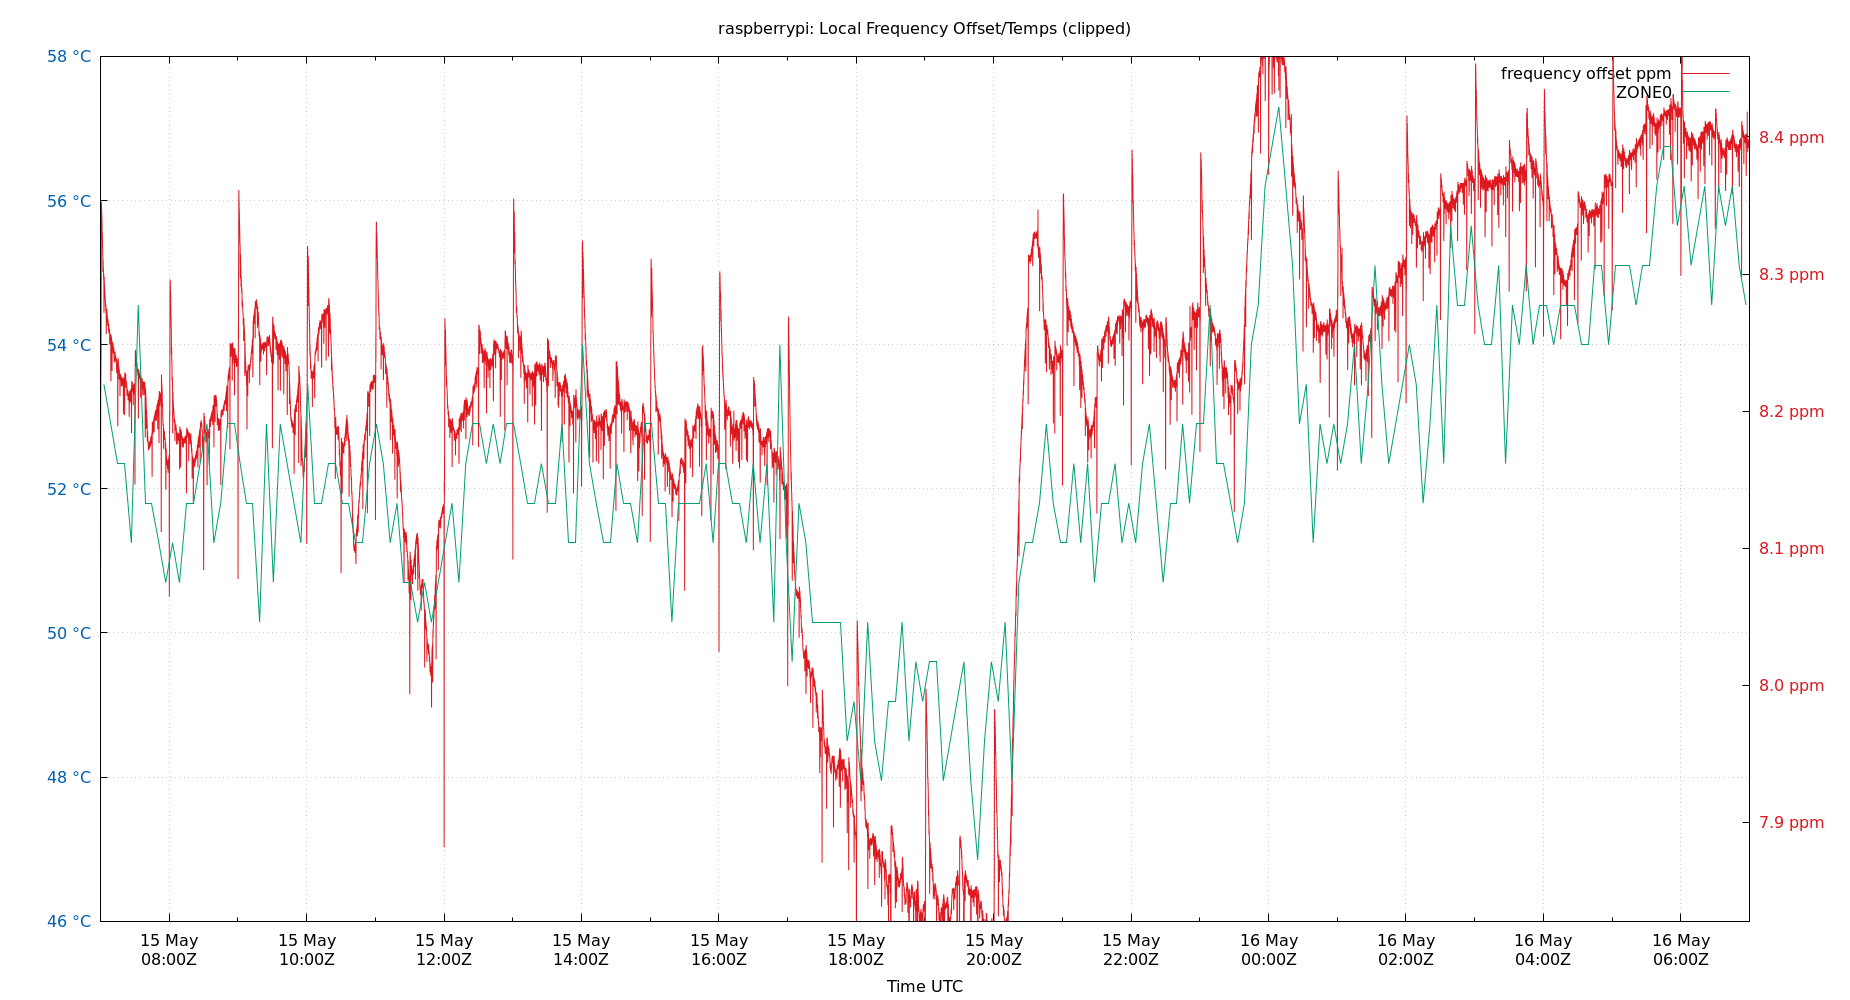 raspberrypi: Local Frequency Offset/Temps (clipped)
58 °C
56 °C
54 °C
52 °C
50 °C
48 °C
46 °C
frequency offset ppm
ZONE0
8.4 ppm
8.3 ppm
8.2 ppm
8.1 ppm
8.0 ppm
7.9 ppm
15 May 15 May 15 May 15 May 15 May 15 May 15 May 15 May 16 May 16 May 16 May 16 May
08:00Z 10:00Z 12:00Z 14:00Z 16:00Z 18:00Z 20:00Z 22:00Z 00:00Z 02:00Z 04:00Z 06:00Z
Time UTC